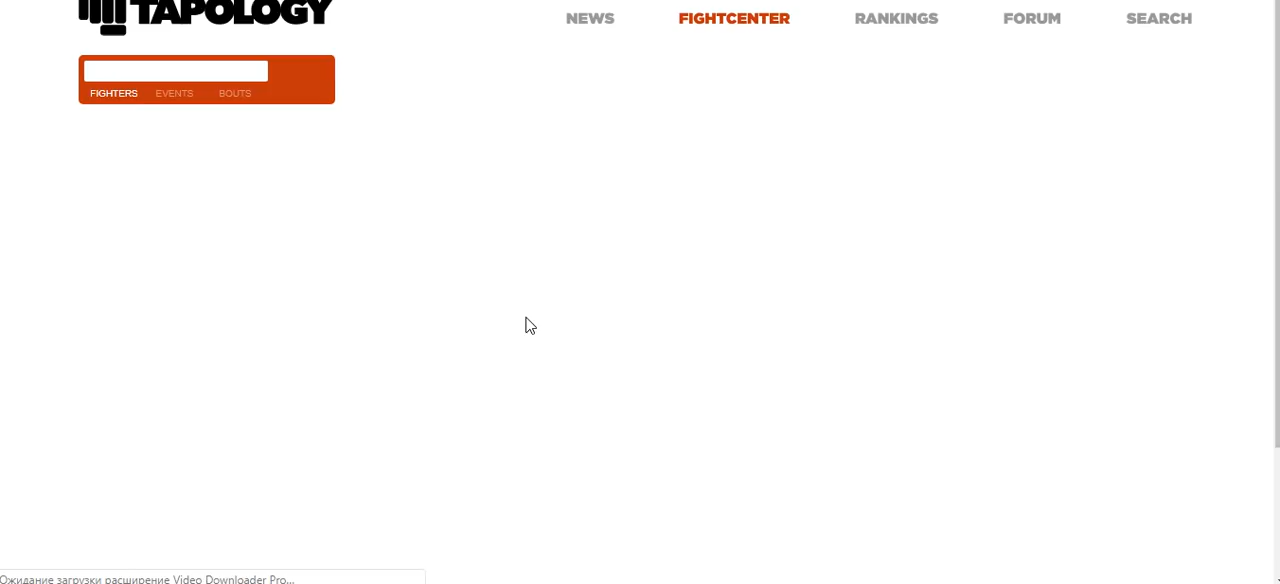 TAPOLOGY
NEWS FIGHTCENTER RANKINGS FORUM SEARCH
FIGHTERS EVENTS BOUTS
Ожидание загрузки расширение Video Downloader Pro...